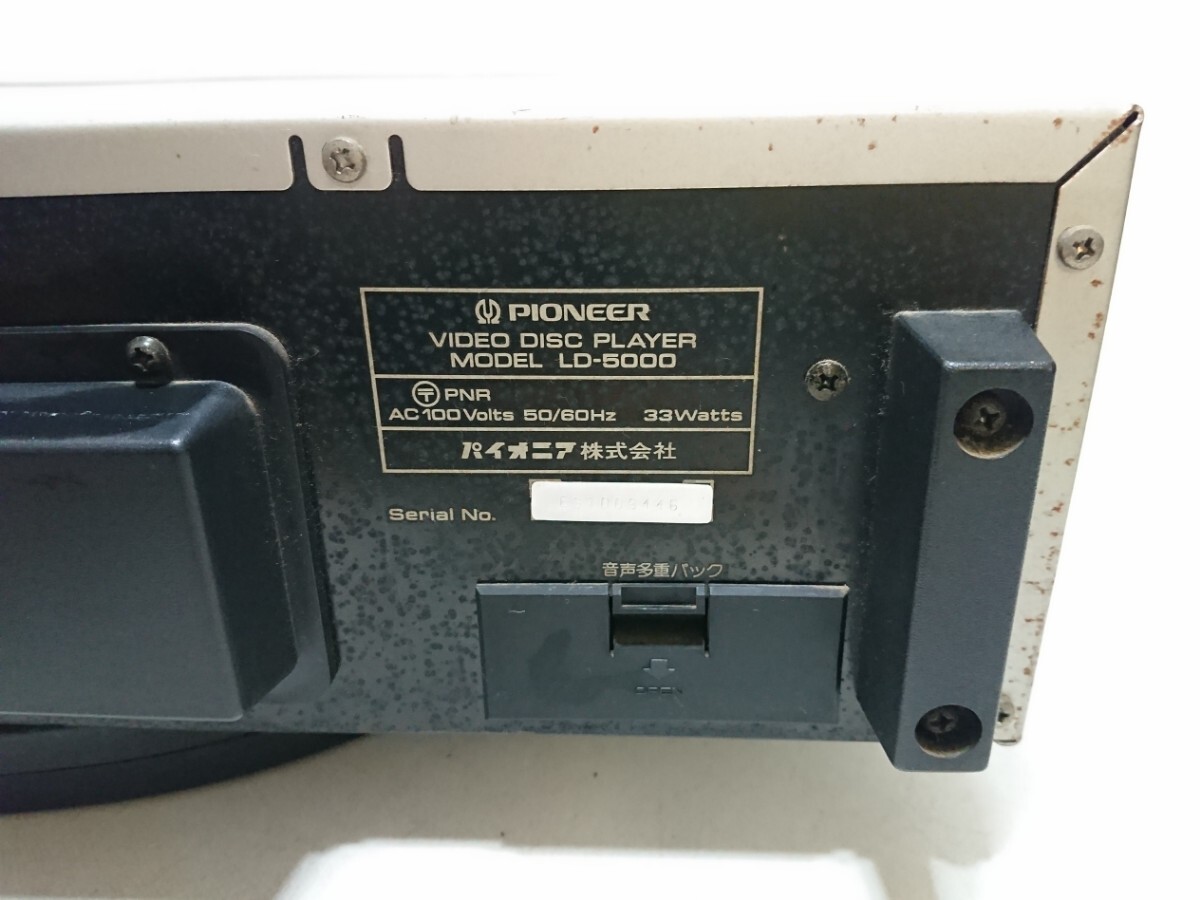 PIONEER
VIDEO DISC PLAYER
MODEL LD-5000
〒 PNR
AC 100 Volts 50/60Hz 33 Watts
パイオニア株式会社
Serial No.
音声多重パック
OPEN